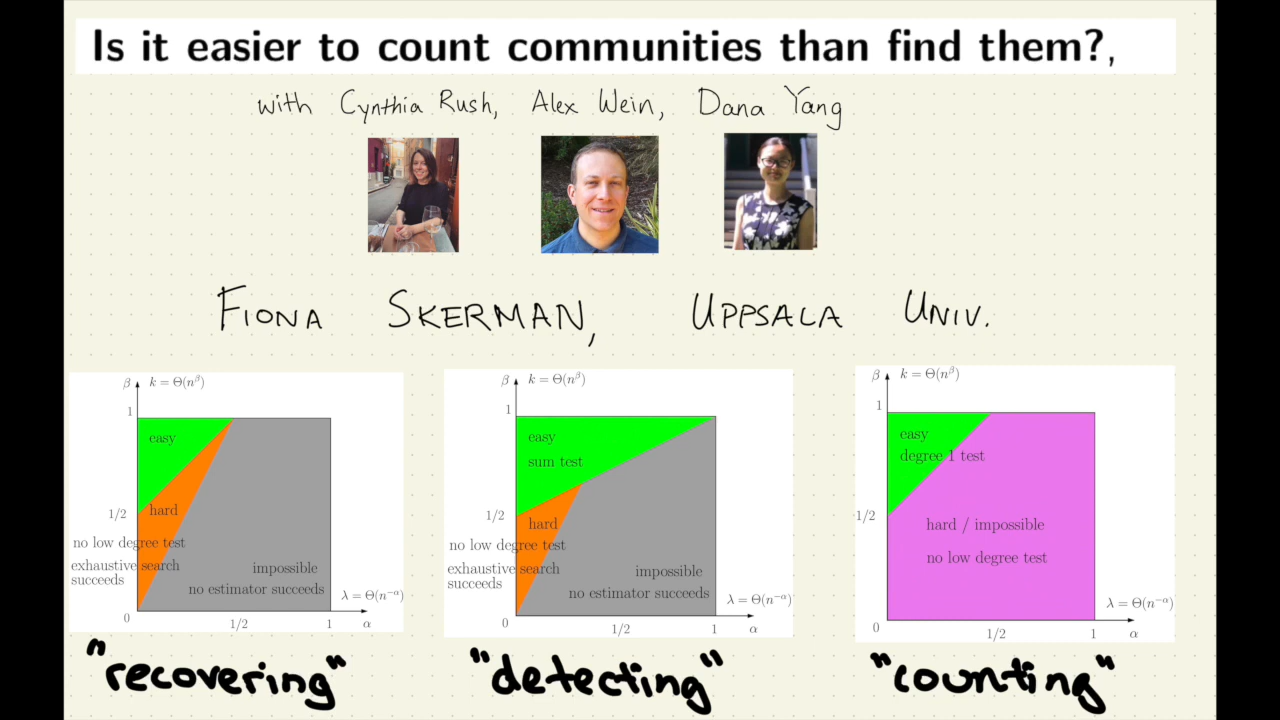 Is it easier to count communities than find them?,
with Cynthia Rush, Alex Wein, Dana Yang
FIONA SKERMAN, UPPSALA UNIV.
β k = Θ(n^β)
1
easy
1/2
hard
no low degree test
exhaustive search
succeeds
impossible
no estimator succeeds
λ = Θ(n^−α)
0
1/2
1
α
"recovering"
β k = Θ(n^β)
1
easy
sum test
1/2
hard
no low degree test
exhaustive search
succeeds
impossible
no estimator succeeds
λ = Θ(n^−α)
0
1/2
1
α
"detecting"
β k = Θ(n^β)
1
easy
degree 1 test
1/2
hard / impossible
no low degree test
λ = Θ(n^−α)
0
1/2
1
α
"counting"